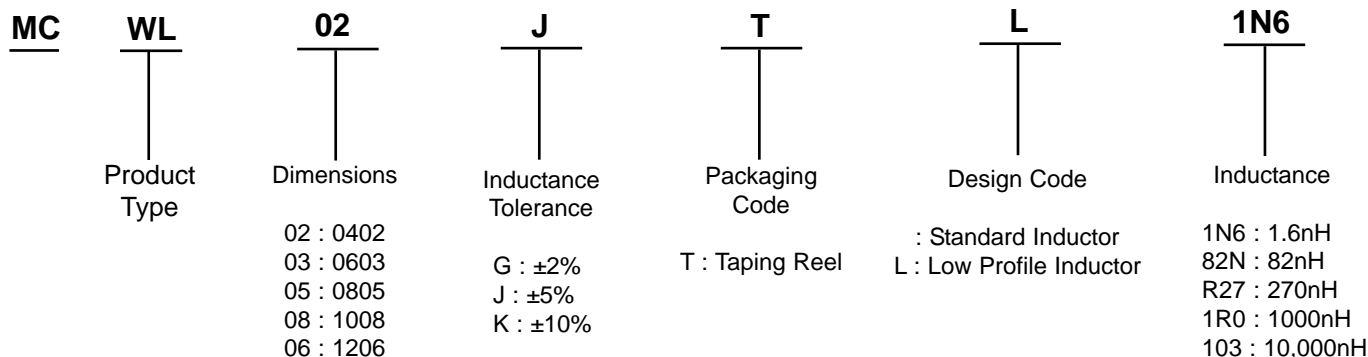 MC WL 02 J T L 1N6
Product
Type
Dimensions
02 : 0402
03 : 0603
05 : 0805
08 : 1008
06 : 1206
Inductance
Tolerance
G : ±2%
J : ±5%
K : ±10%
Packaging
Code
T : Taping Reel
Design Code
: Standard Inductor
L : Low Profile Inductor
Inductance
1N6 : 1.6nH
82N : 82nH
R27 : 270nH
1R0 : 1000nH
103 : 10,000nH